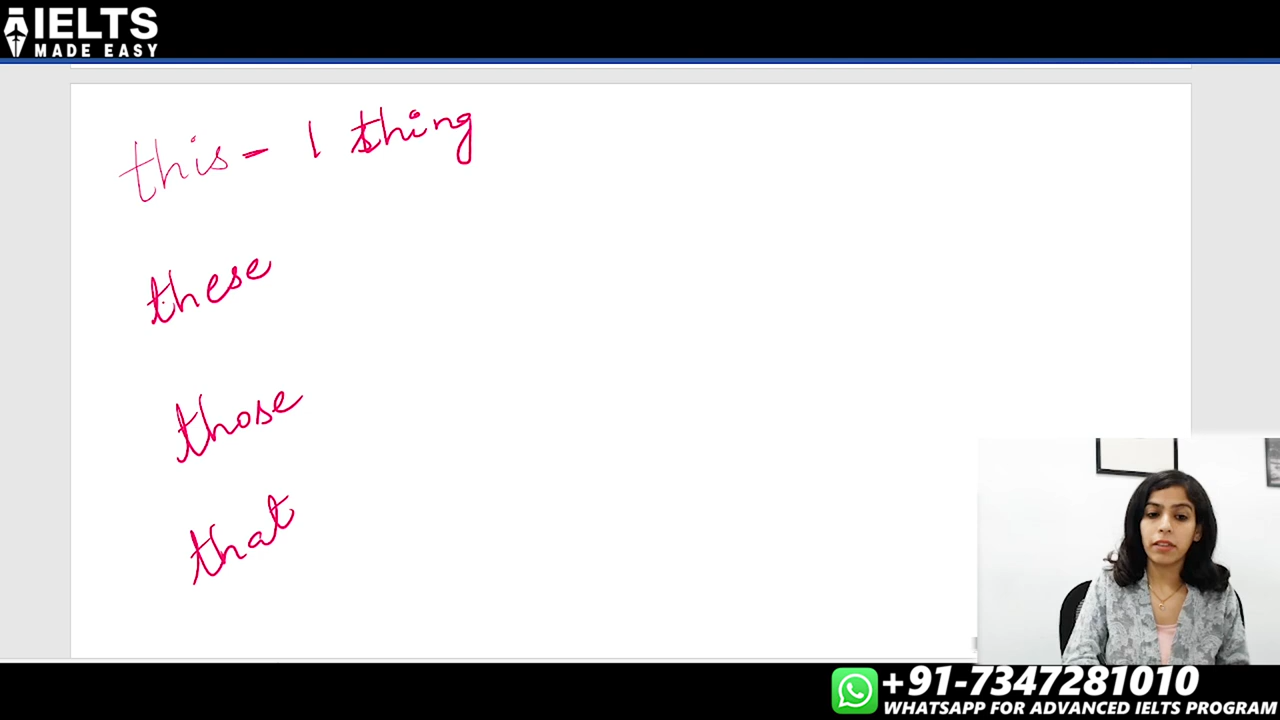 IELTS
MADE EASY
this - 1 thing
these
those
that
+91-7347281010
WHATSAPP FOR ADVANCED IELTS PROGRAM